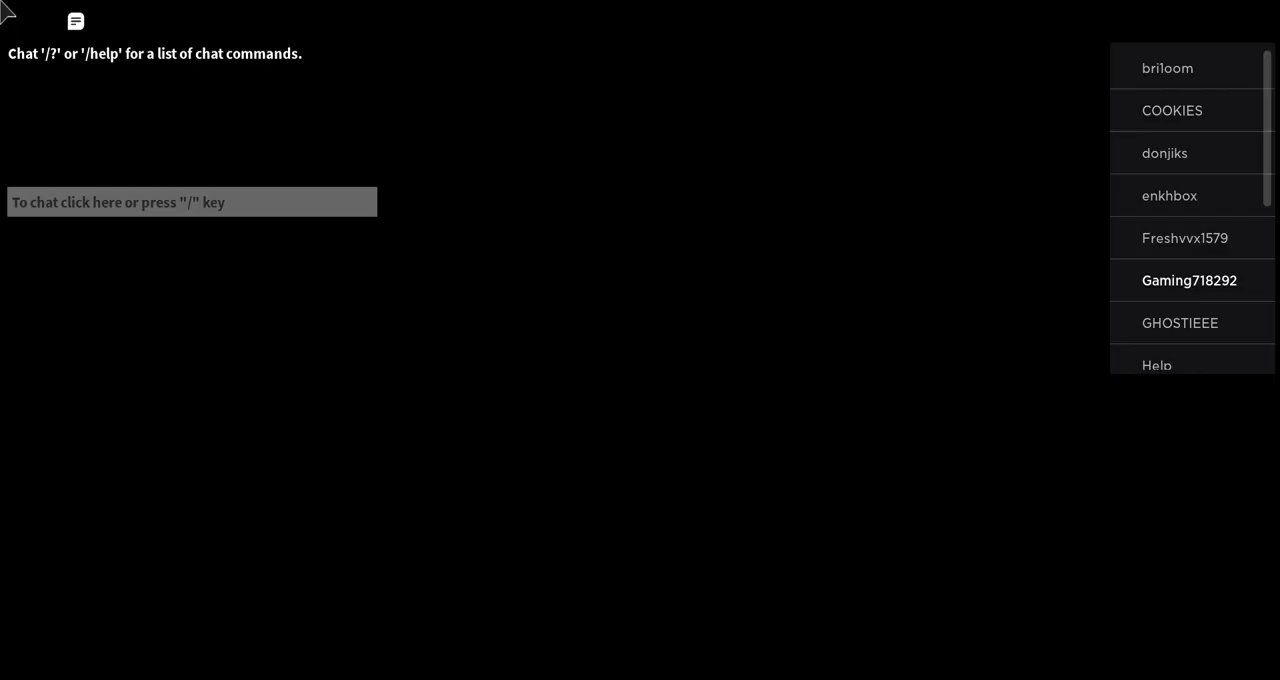 Chat '/?' or '/help' for a list of chat commands.
To chat click here or press "/" key
bri1oom
COOKIES
donjiks
enkhbox
Freshvvx1579
Gaming718292
GHOSTIEEE
Help